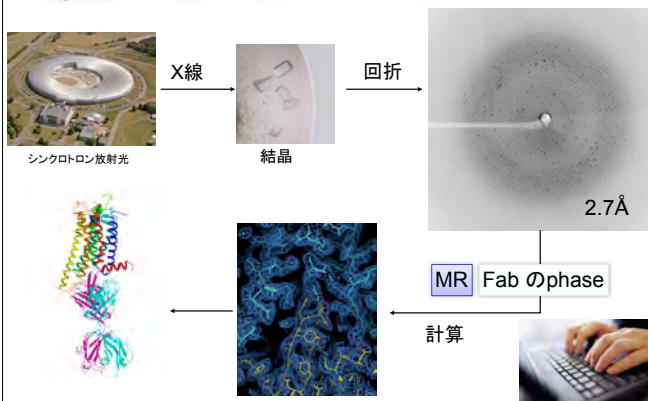 X線
回折
シンクロトロン放射光
結晶
2.7Å
MR Fab のphase
計算